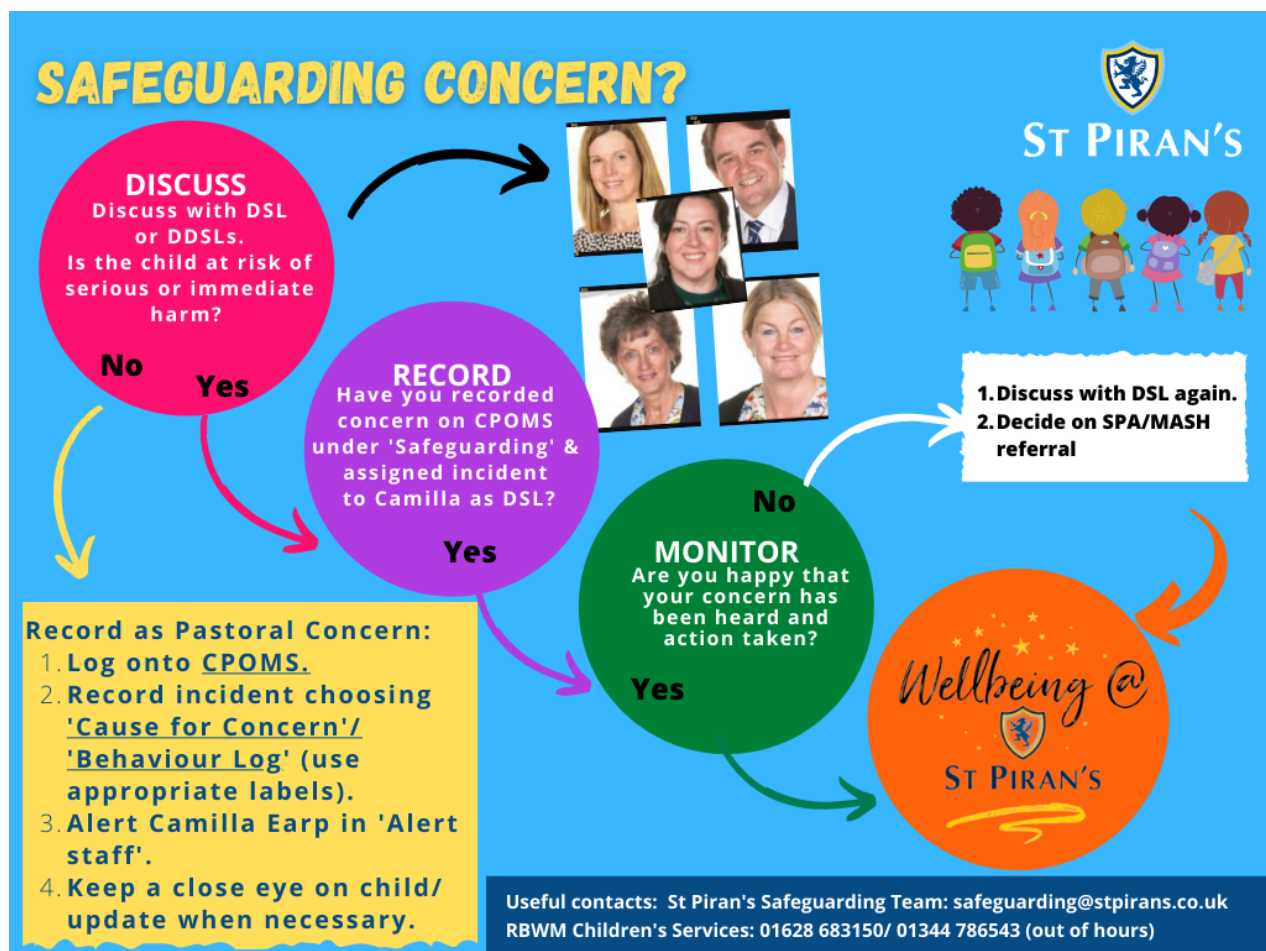 SAFEGUARDING CONCERN?
ST PIRAN'S
DISCUSS
Discuss with DSL
or DDSLs.
Is the child at risk of
serious or immediate
harm?
No
Yes
RECORD
Have you recorded
concern on CPOMS
under 'Safeguarding' &
assigned incident
to Camilla as DSL?
Yes
No
MONITOR
Are you happy that
your concern has
been heard and
action taken?
Yes
1.Discuss with DSL again.
2.Decide on SPA/MASH
referral
Wellbeing @
ST PIRAN'S
Record as Pastoral Concern:
1. Log onto CPOMS.
2. Record incident choosing
'Cause for Concern'/
'Behaviour Log' (use
appropriate labels).
3. Alert Camilla Earp in 'Alert
staff'.
4. Keep a close eye on child/
update when necessary.
Useful contacts: St Piran's Safeguarding Team: safeguarding@stpirans.co.uk
RBWM Children's Services: 01628 683150/ 01344 786543 (out of hours)